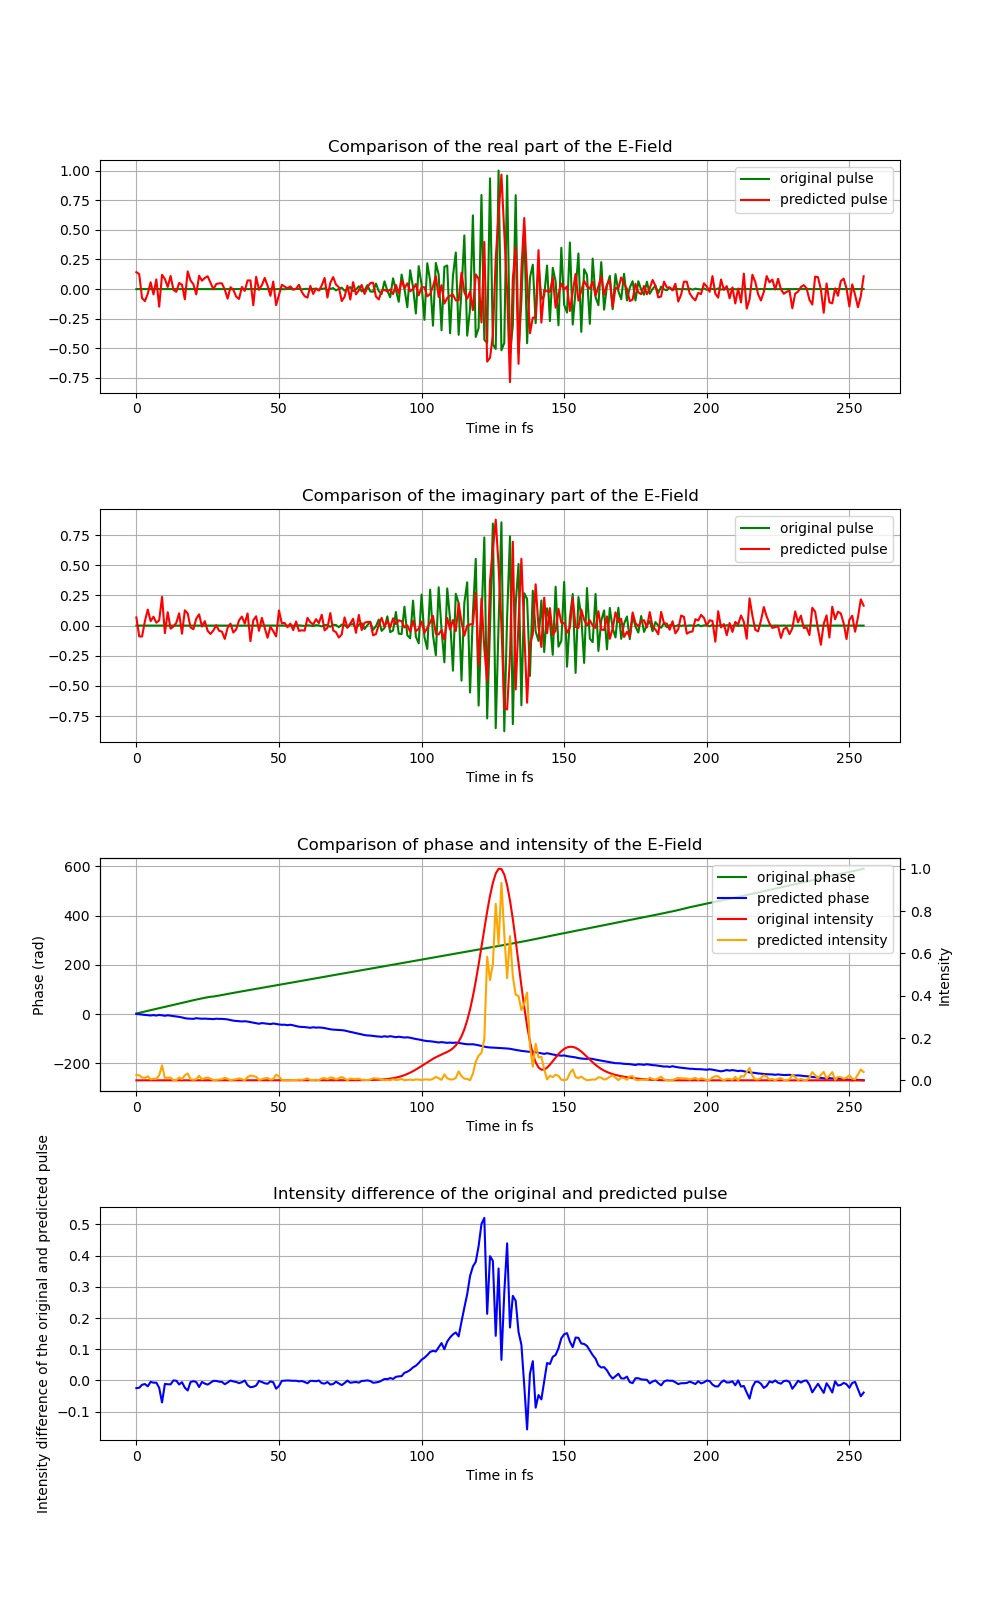 Comparison of the real part of the E-Field
1.00
0.75
0.50
0.25
0.00
−0.25
−0.50
−0.75
original pulse
predicted pulse
0 50 100 150 200 250
Time in fs
Comparison of the imaginary part of the E-Field
0.75
0.50
0.25
0.00
−0.25
−0.50
−0.75
original pulse
predicted pulse
0 50 100 150 200 250
Time in fs
Comparison of phase and intensity of the E-Field
Phase (rad)
600
400
200
0
−200
original phase
predicted phase
original intensity
predicted intensity
1.0
0.8
0.6
0.4
0.2
0.0
Intensity
0 50 100 150 200 250
Time in fs
Intensity difference of the original and predicted pulse
Intensity difference of the original and predicted pulse
0.5
0.4
0.3
0.2
0.1
0.0
−0.1
0 50 100 150 200 250
Time in fs